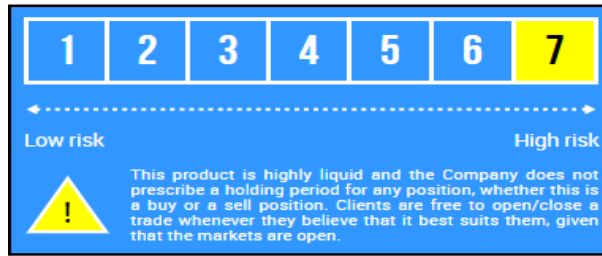 1 2 3 4 5 6 7
Low risk High risk
This product is highly liquid and the Company does not
prescribe a holding period for any position, whether this is
a buy or a sell position. Clients are free to open/close a
! trade whenever they believe that it best suits them, given
that the markets are open.